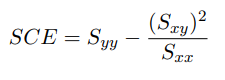 SCE = S_{yy} - \frac{(S_{xy})^2}{S_{xx}}